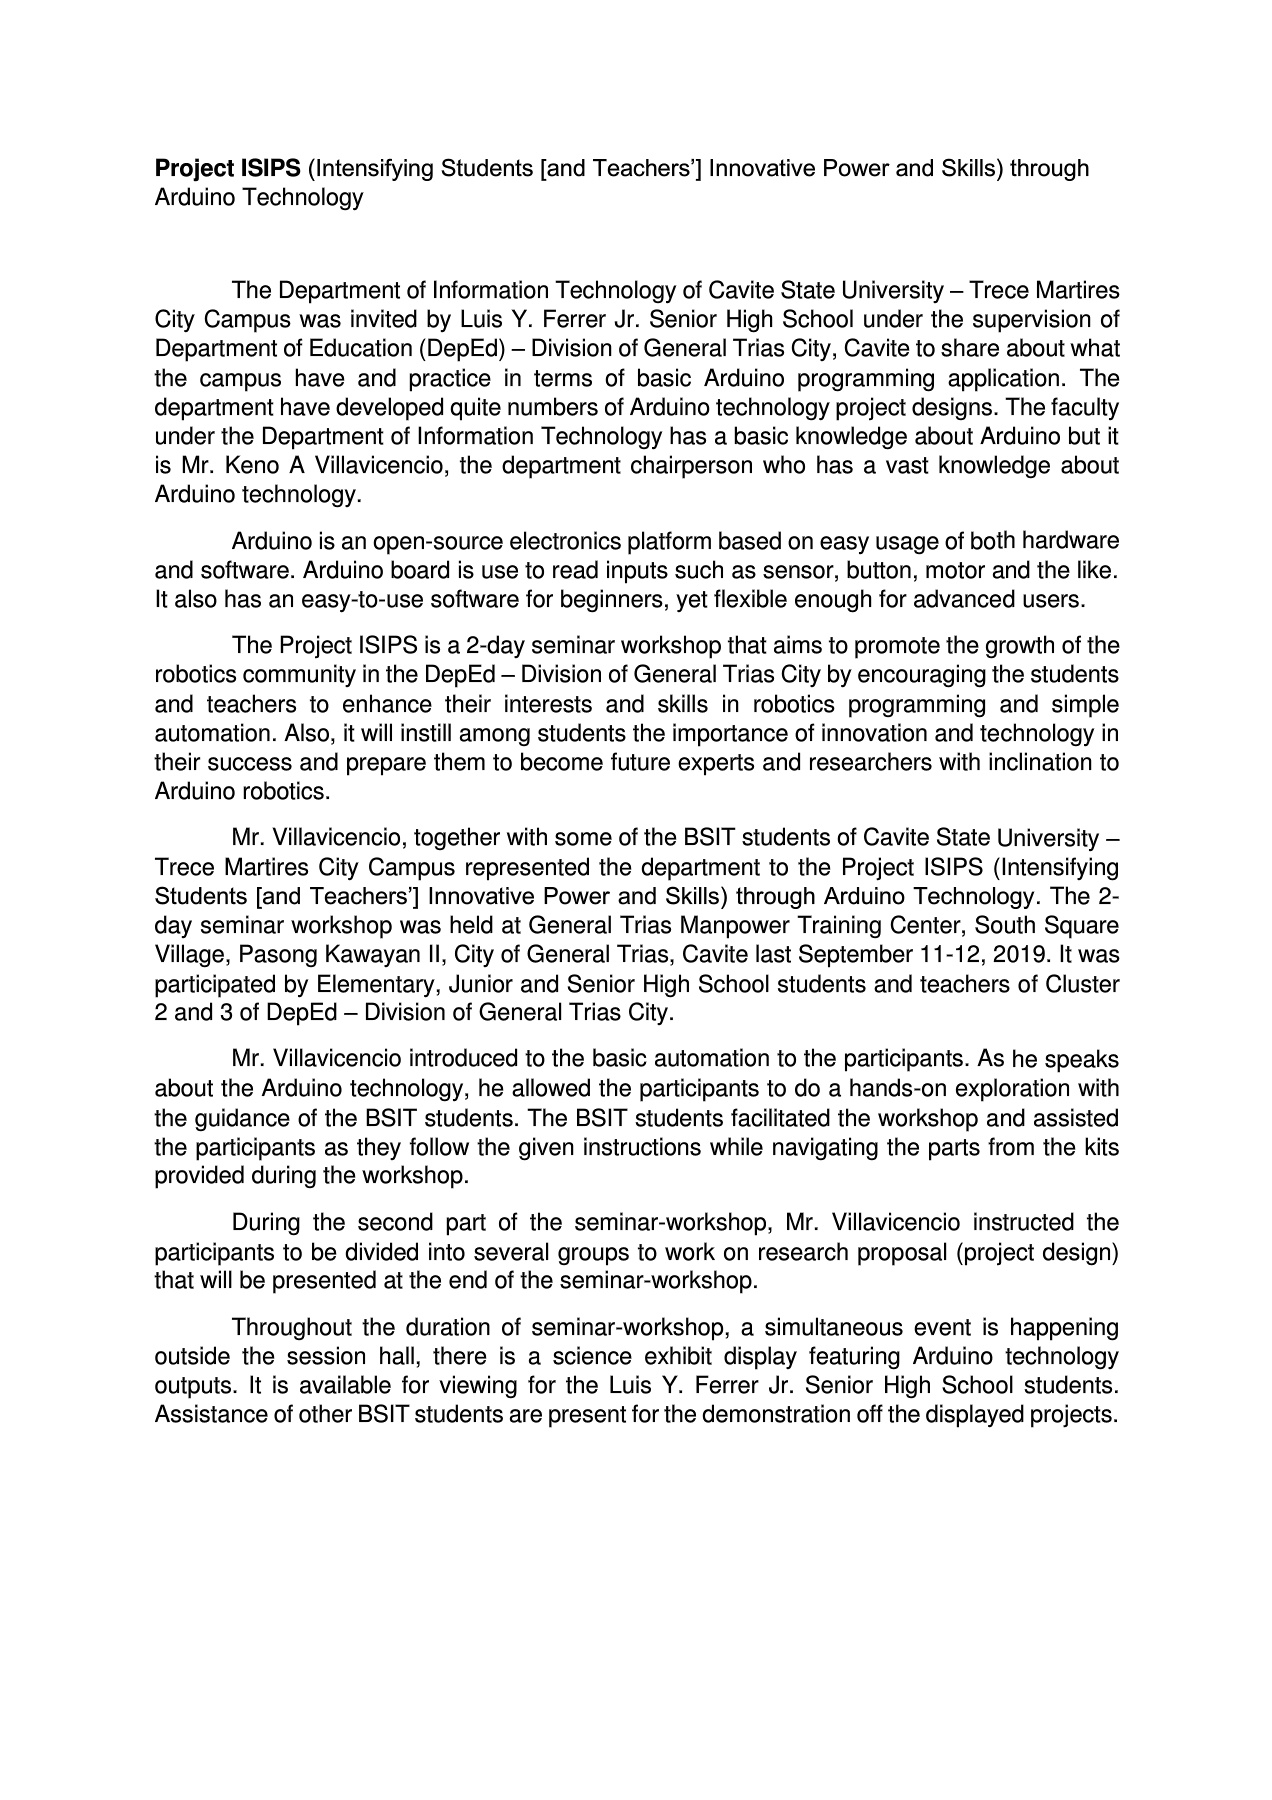 Project ISIPS (Intensifying Students [and Teachers’] Innovative Power and Skills) through
Arduino Technology
The Department of Information Technology of Cavite State University – Trece Martires
City Campus was invited by Luis Y. Ferrer Jr. Senior High School under the supervision of
Department of Education (DepEd) – Division of General Trias City, Cavite to share about what
the campus have and practice in terms of basic Arduino programming application. The
department have developed quite numbers of Arduino technology project designs. The faculty
under the Department of Information Technology has a basic knowledge about Arduino but it
is Mr. Keno A Villavicencio, the department chairperson who has a vast knowledge about
Arduino technology.
Arduino is an open-source electronics platform based on easy usage of both hardware
and software. Arduino board is use to read inputs such as sensor, button, motor and the like.
It also has an easy-to-use software for beginners, yet flexible enough for advanced users.
The Project ISIPS is a 2-day seminar workshop that aims to promote the growth of the
robotics community in the DepEd – Division of General Trias City by encouraging the students
and teachers to enhance their interests and skills in robotics programming and simple
automation. Also, it will instill among students the importance of innovation and technology in
their success and prepare them to become future experts and researchers with inclination to
Arduino robotics.
Mr. Villavicencio, together with some of the BSIT students of Cavite State University –
Trece Martires City Campus represented the department to the Project ISIPS (Intensifying
Students [and Teachers’] Innovative Power and Skills) through Arduino Technology. The 2-
day seminar workshop was held at General Trias Manpower Training Center, South Square
Village, Pasong Kawayan II, City of General Trias, Cavite last September 11-12, 2019. It was
participated by Elementary, Junior and Senior High School students and teachers of Cluster
2 and 3 of DepEd – Division of General Trias City.
Mr. Villavicencio introduced to the basic automation to the participants. As he speaks
about the Arduino technology, he allowed the participants to do a hands-on exploration with
the guidance of the BSIT students. The BSIT students facilitated the workshop and assisted
the participants as they follow the given instructions while navigating the parts from the kits
provided during the workshop.
During the second part of the seminar-workshop, Mr. Villavicencio instructed the
participants to be divided into several groups to work on research proposal (project design)
that will be presented at the end of the seminar-workshop.
Throughout the duration of seminar-workshop, a simultaneous event is happening
outside the session hall, there is a science exhibit display featuring Arduino technology
outputs. It is available for viewing for the Luis Y. Ferrer Jr. Senior High School students.
Assistance of other BSIT students are present for the demonstration off the displayed projects.